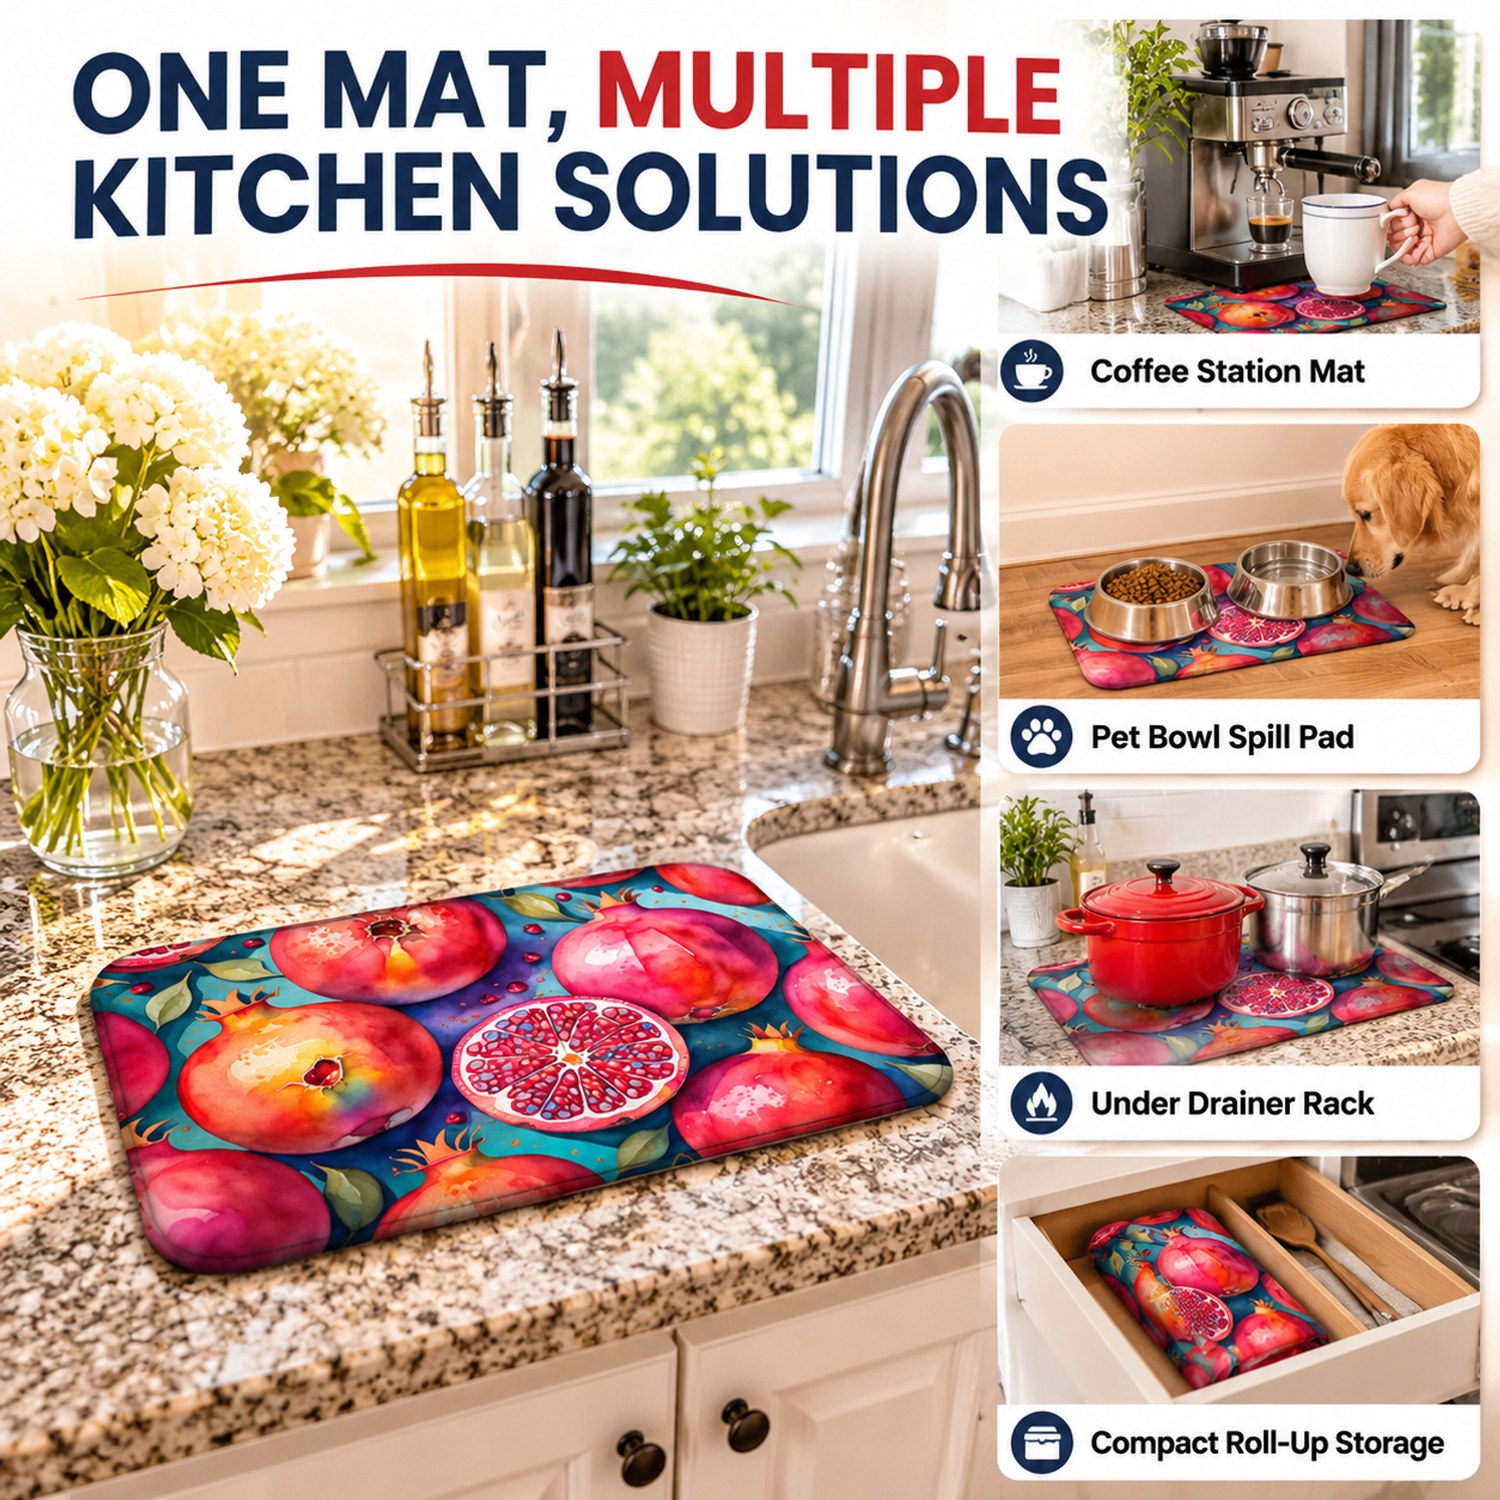 ONE MAT, MULTIPLE
KITCHEN SOLUTIONS
Coffee Station Mat
Pet Bowl Spill Pad
Under Drainer Rack
Compact Roll-Up Storage